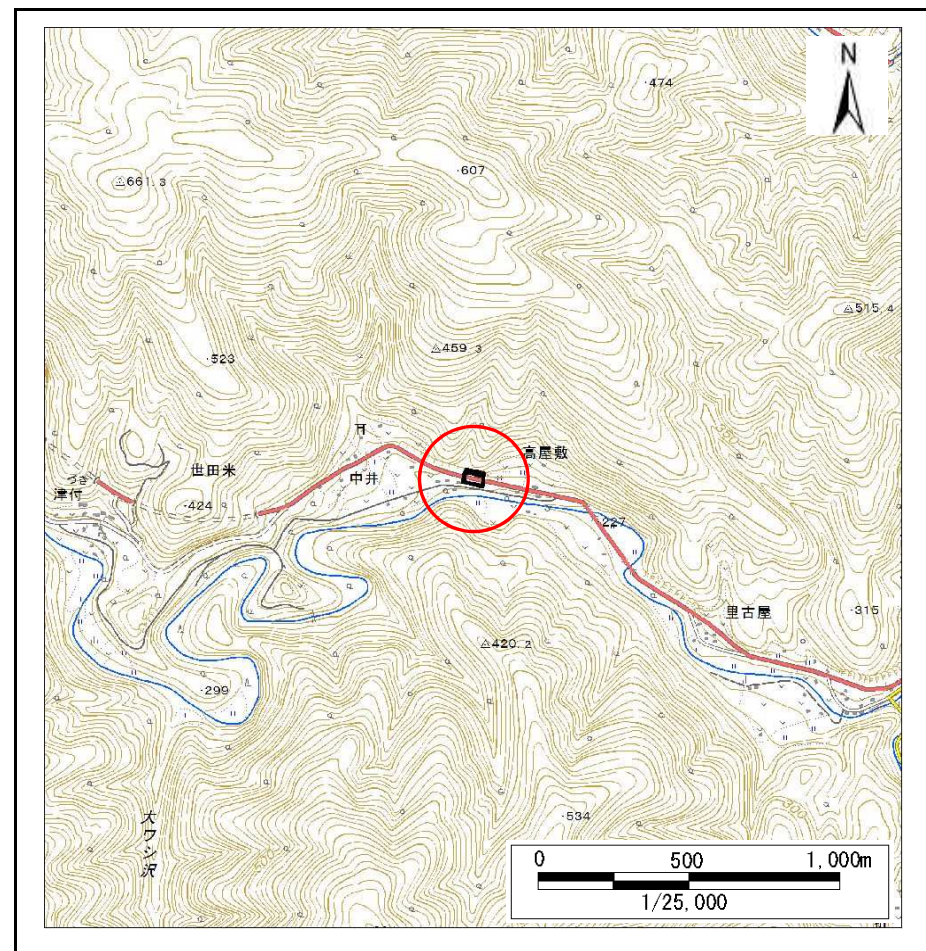 N
・474
・607
△661.3
△515.4
△459.3
・523
高屋敷
世田米
中井
づき
津付
・424
・227
里古屋
・315
△420.2
・299
・534
大ワシ沢
0 500 1,000m
1/25,000